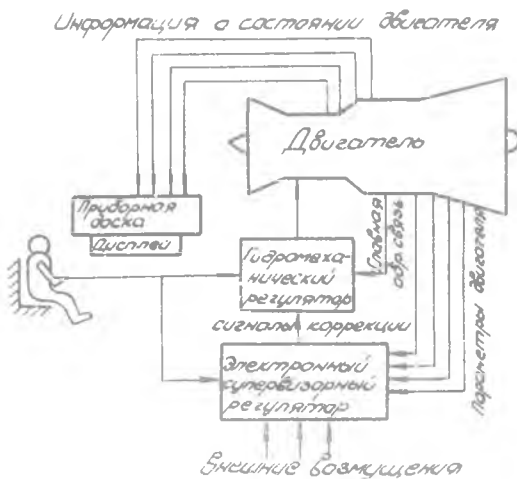 Информация о состоянии двигателя
Двигатель
Приборная
доска
Дисплей
Гидромеха-
нический
регулятор
Главная
обр. связь
Параметры двигателя
сигналы коррекции
Электронный
супервизорный
регулятор
Внешние возмущения